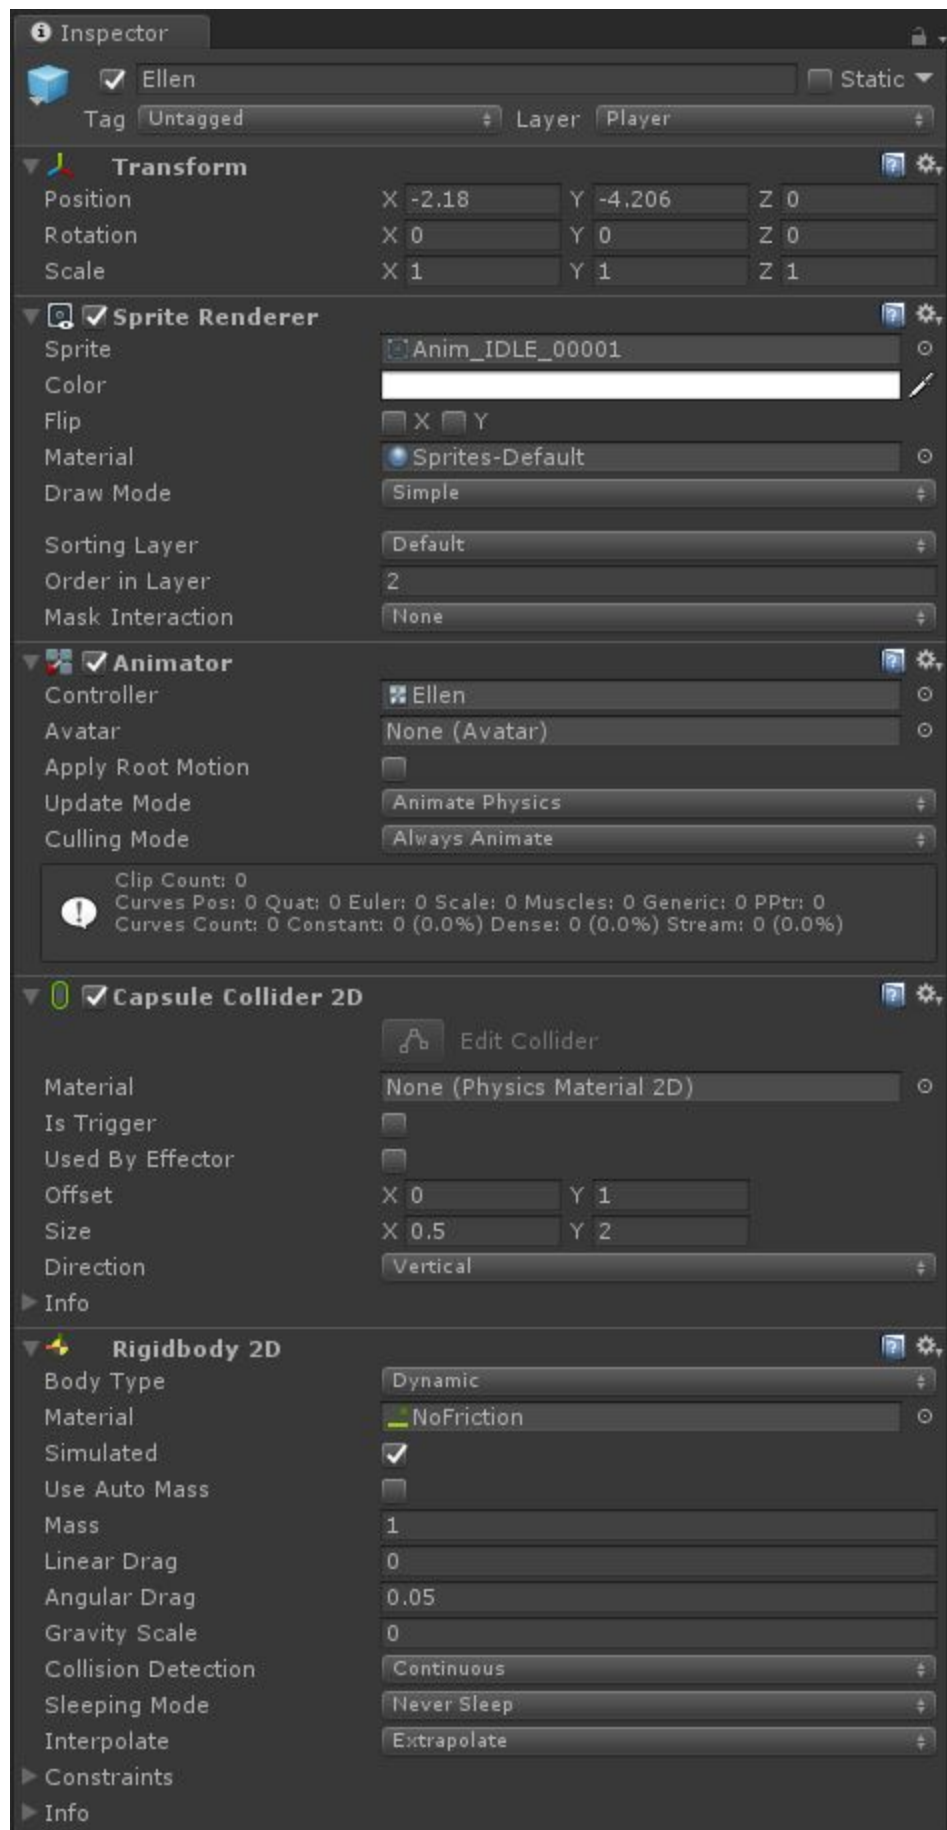 Inspector
Ellen Static
Tag Untagged Layer Player
Transform
Position X -2.18 Y -4.206 Z 0
Rotation X 0 Y 0 Z 0
Scale X 1 Y 1 Z 1
Sprite Renderer
Sprite Anim_IDLE_00001
Color
Flip X Y
Material Sprites-Default
Draw Mode Simple
Sorting Layer Default
Order in Layer 2
Mask Interaction None
Animator
Controller Ellen
Avatar None (Avatar)
Apply Root Motion
Update Mode Animate Physics
Culling Mode Always Animate
Clip Count: 0
Curves Pos: 0 Quat: 0 Euler: 0 Scale: 0 Muscles: 0 Generic: 0 PPtr: 0
Curves Count: 0 Constant: 0 (0.0%) Dense: 0 (0.0%) Stream: 0 (0.0%)
Capsule Collider 2D
Edit Collider
Material None (Physics Material 2D)
Is Trigger
Used By Effector
Offset X 0 Y 1
Size X 0.5 Y 2
Direction Vertical
Info
Rigidbody 2D
Body Type Dynamic
Material NoFriction
Simulated
Use Auto Mass
Mass 1
Linear Drag 0
Angular Drag 0.05
Gravity Scale 0
Collision Detection Continuous
Sleeping Mode Never Sleep
Interpolate Extrapolate
Constraints
Info